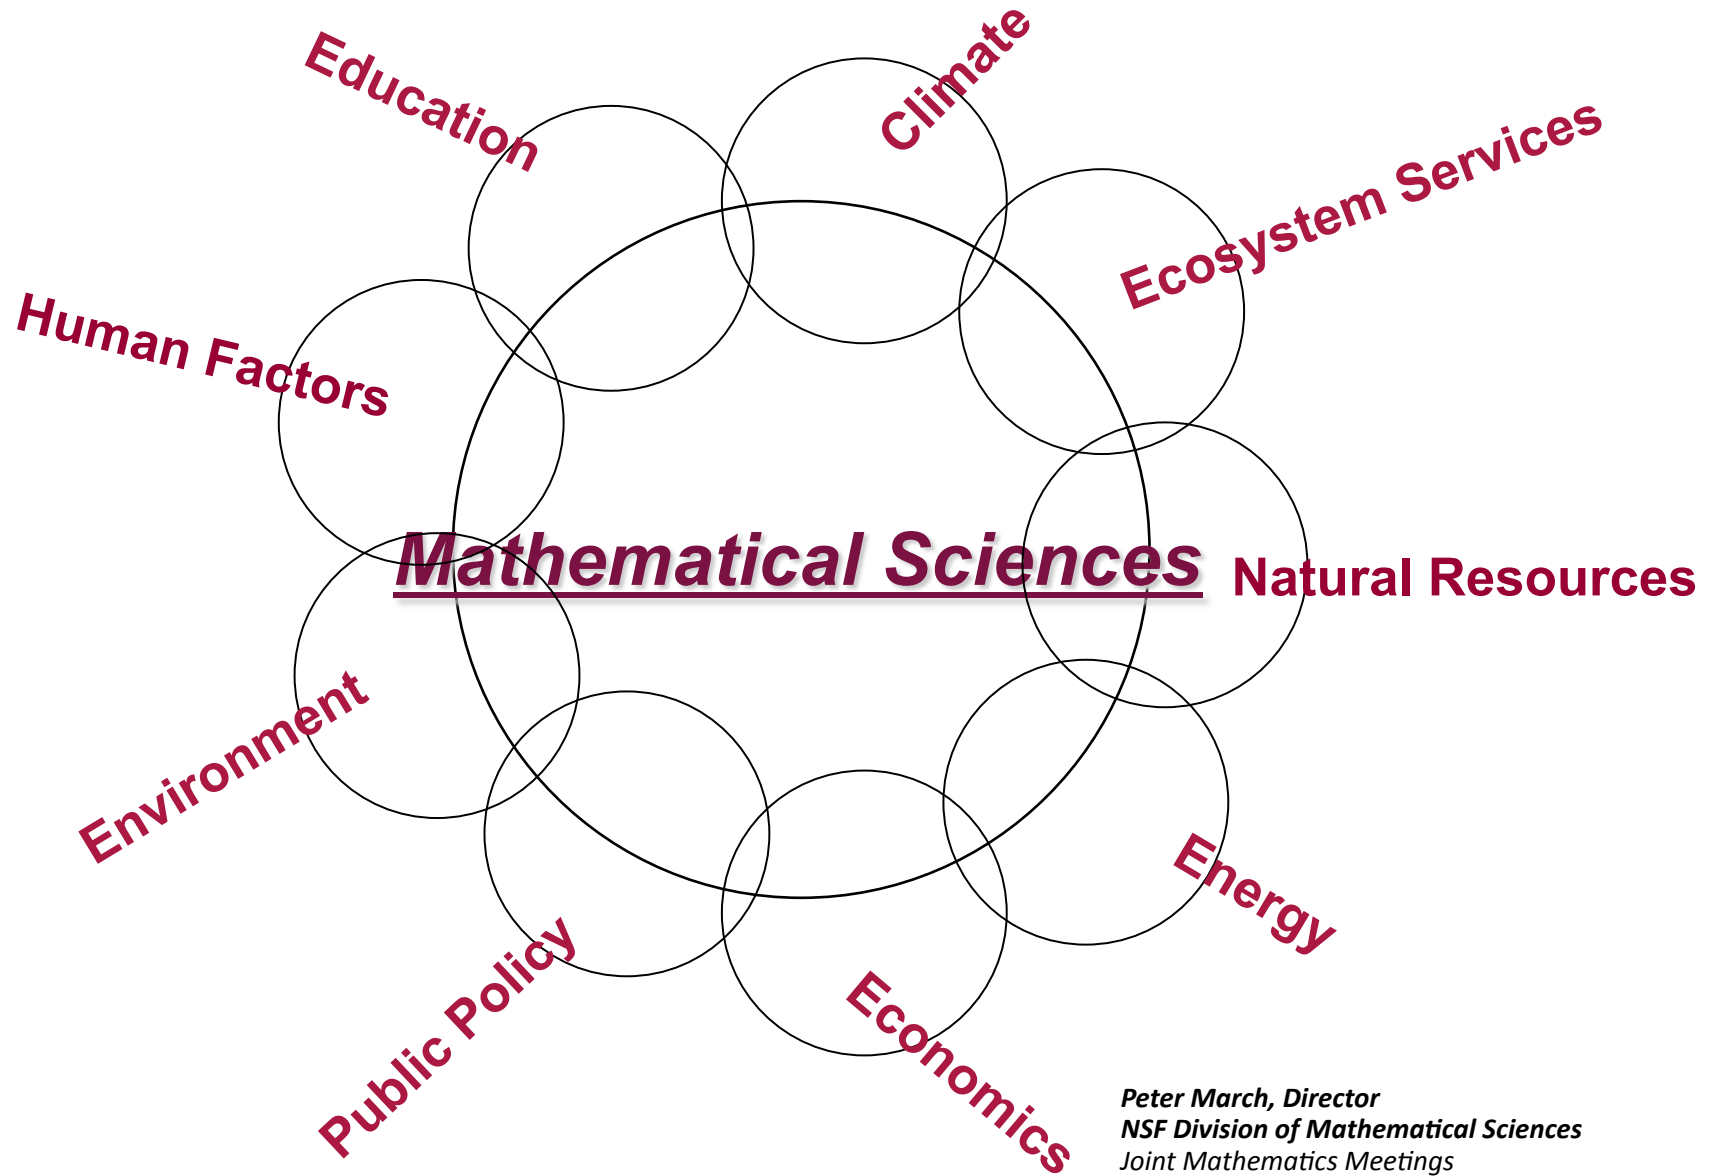 Climate
Education
Ecosystem Services
Human Factors
Mathematical Sciences
Natural Resources
Environment
Energy
Public Policy
Economics
Peter March, Director
NSF Division of Mathematical Sciences
Joint Mathematics Meetings